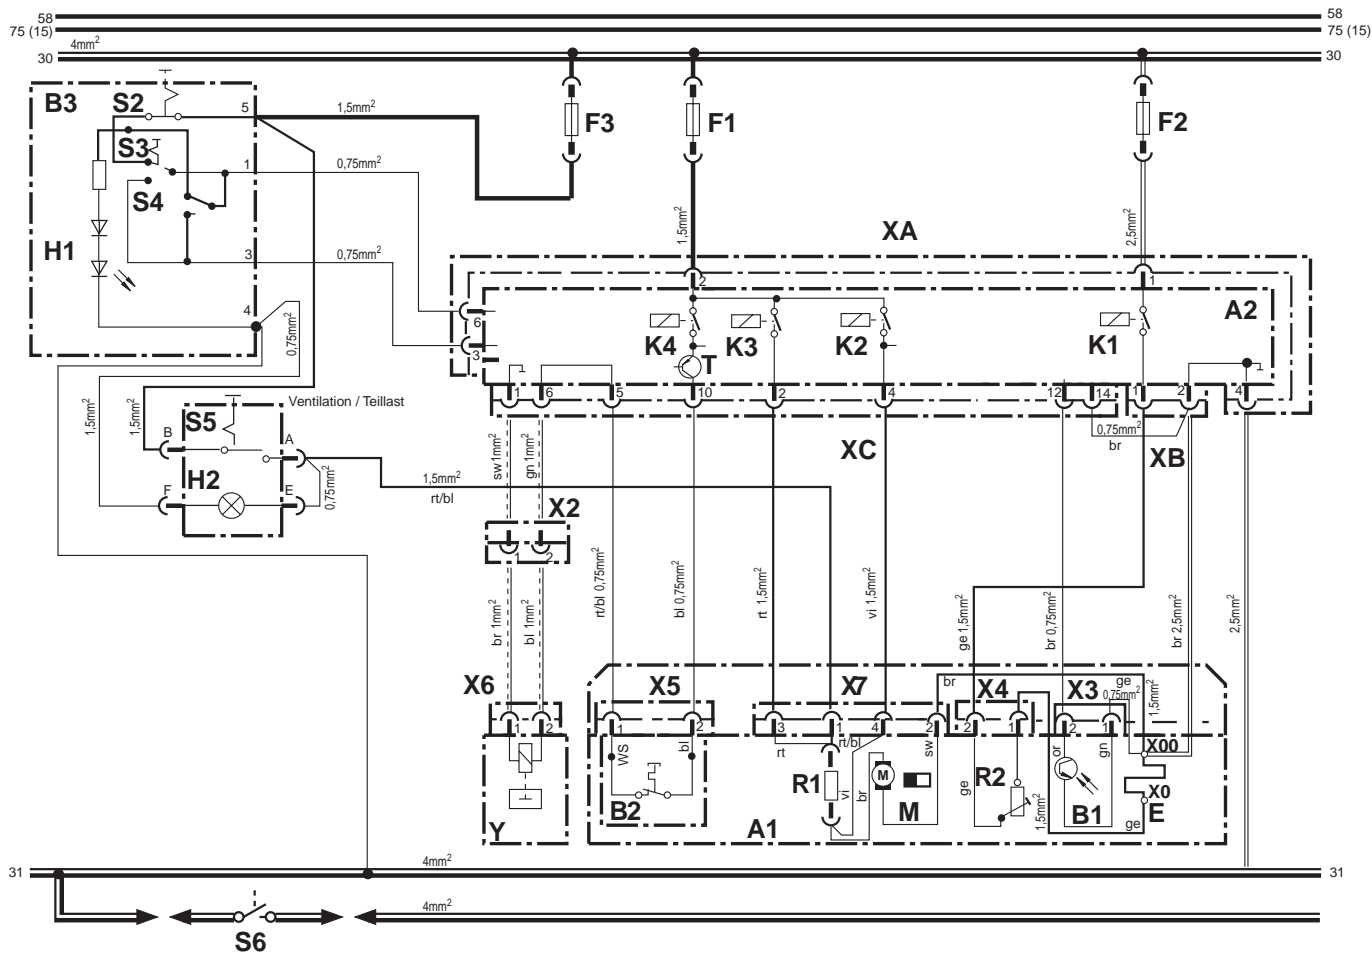 58
58
75 (15)
75 (15)
4mm²
30
30
B3
S2
5
1,5mm²
F3
F1
F2
S3
1
0,75mm²
S4
H1
3
0,75mm²
4
0,75mm²
1,5mm²
2,5mm²
XA
2
1
6
3
A2
K4
K3
K2
K1
T
1
6
5
10
2
4
12
14
1
2
4
0,75mm²
br
XC
XB
1,5mm²
1,5mm²
Ventilation / Teillast
S5
B
A
H2
F
E
0,75mm²
1,5mm²
rt/bl
sw1mm²
gn 1mm²
X2
1
2
br 1mm²
bl 1mm²
rt/bl 0,75mm²
bl 0,75mm²
rt 1,5mm²
vi 1,5mm²
ge 1,5mm²
br 0,75mm²
br 2,5mm²
2,5mm²
X6
X5
X7
br
X4
X3
ge
0,75mm²
1,5mm²
1
2
1
2
3
1
4
2
2
1
2
1
X00
WS
bl
rt
rt/bl
sw
or
gn
R1
vi
br
M
M
ge
R2
1,5mm²
B1
X0
E
ge
Y
B2
A1
31
4mm²
31
4mm²
S6